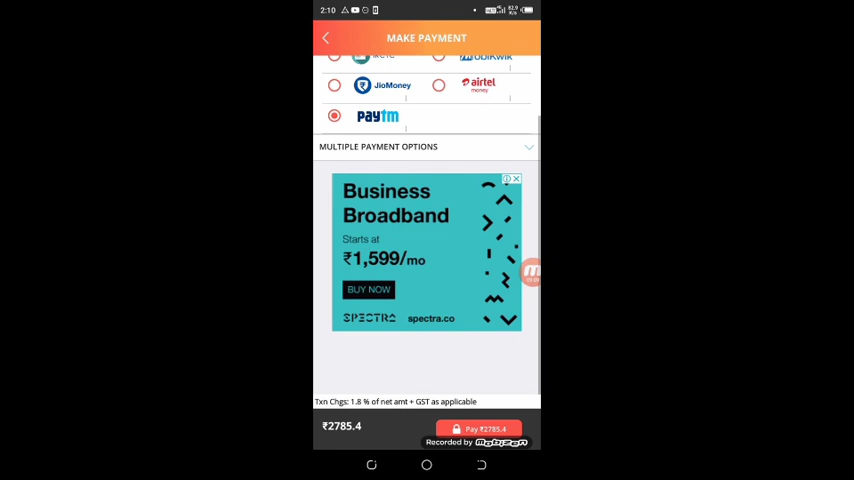 2:10
MAKE PAYMENT
MobiKwik
JioMoney
airtel
money
paytm
MULTIPLE PAYMENT OPTIONS
Business
Broadband
Starts at
₹1,599/mo
BUY NOW
SPECTRA spectra.co
Txn Chgs: 1.8 % of net amt + GST as applicable
₹2785.4
Pay ₹2785.4
Recorded by mobizen